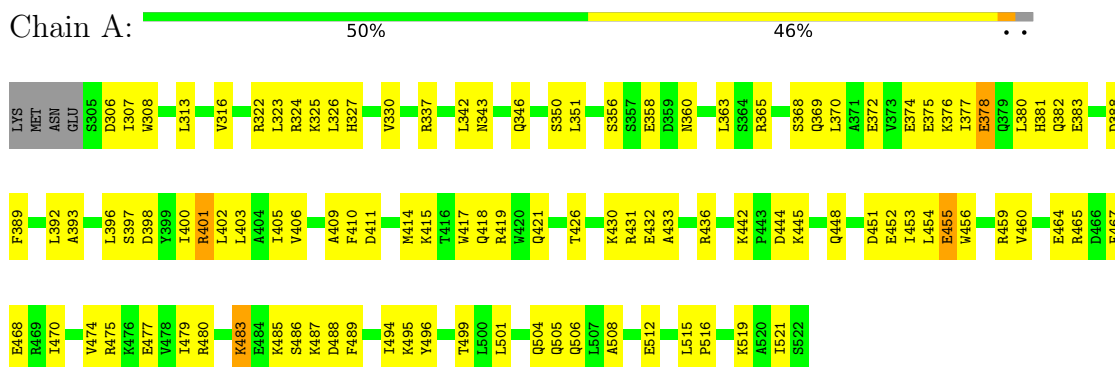 Chain A:
50% 46% • •
LYS MET ASN GLU S305 D306 I307 W308 L313 V316 R322 L323 R324 K325 L326 H327 V330 R337 L342 N343 Q346 S350 L351 S356 S357 E358 D359 N360 L363 S364 R365 S368 Q369 L370 A371 E372 V373 E374 E375 K376 I377 E378 Q379 L380 H381 Q382 E383
F389 L392 A393 L396 S397 D398 Y399 I400 R401 L402 L403 A404 L405 V406 A409 F410 D411 M414 K415 T416 W417 Q418 R419 W420 Q421 T426 K430 R431 E432 A433 R436 K442 P443 D444 K445 Q448 D451 E452 I453 L454 E455 W456 R459 V460 E464 R465 D466
E468 R469 I470 V474 R475 K476 E477 V478 I479 R480 K483 E484 K485 S486 K487 D488 F489 I494 K495 Y496 T499 L500 L501 Q504 Q505 Q506 L507 A508 E512 L515 P516 K519 A520 I521 S522